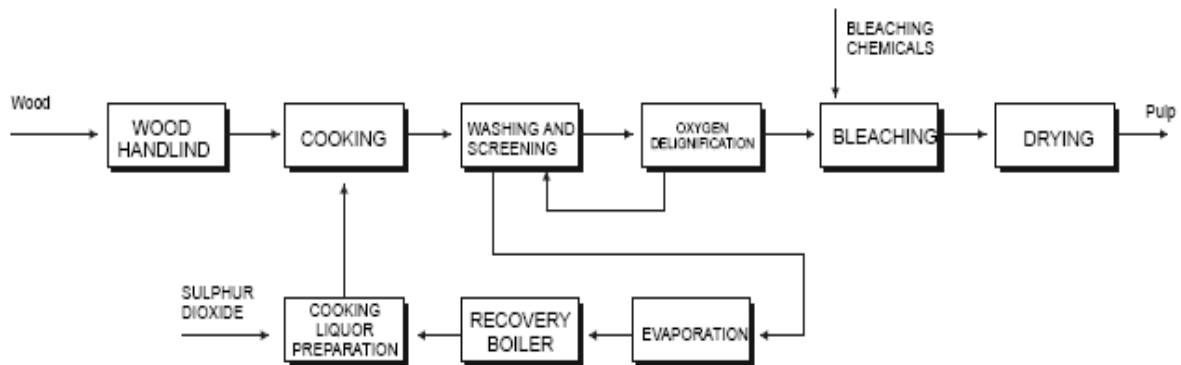 BLEACHING
CHEMICALS
Wood
Pulp
WOOD
HANDLIND
COOKING
WASHING AND
SCREENING
OXYGEN
DELIGNIFICATION
BLEACHING
DRYING
SULPHUR
DIOXIDE
COOKING
LIQUOR
PREPARATION
RECOVERY
BOILER
EVAPORATION